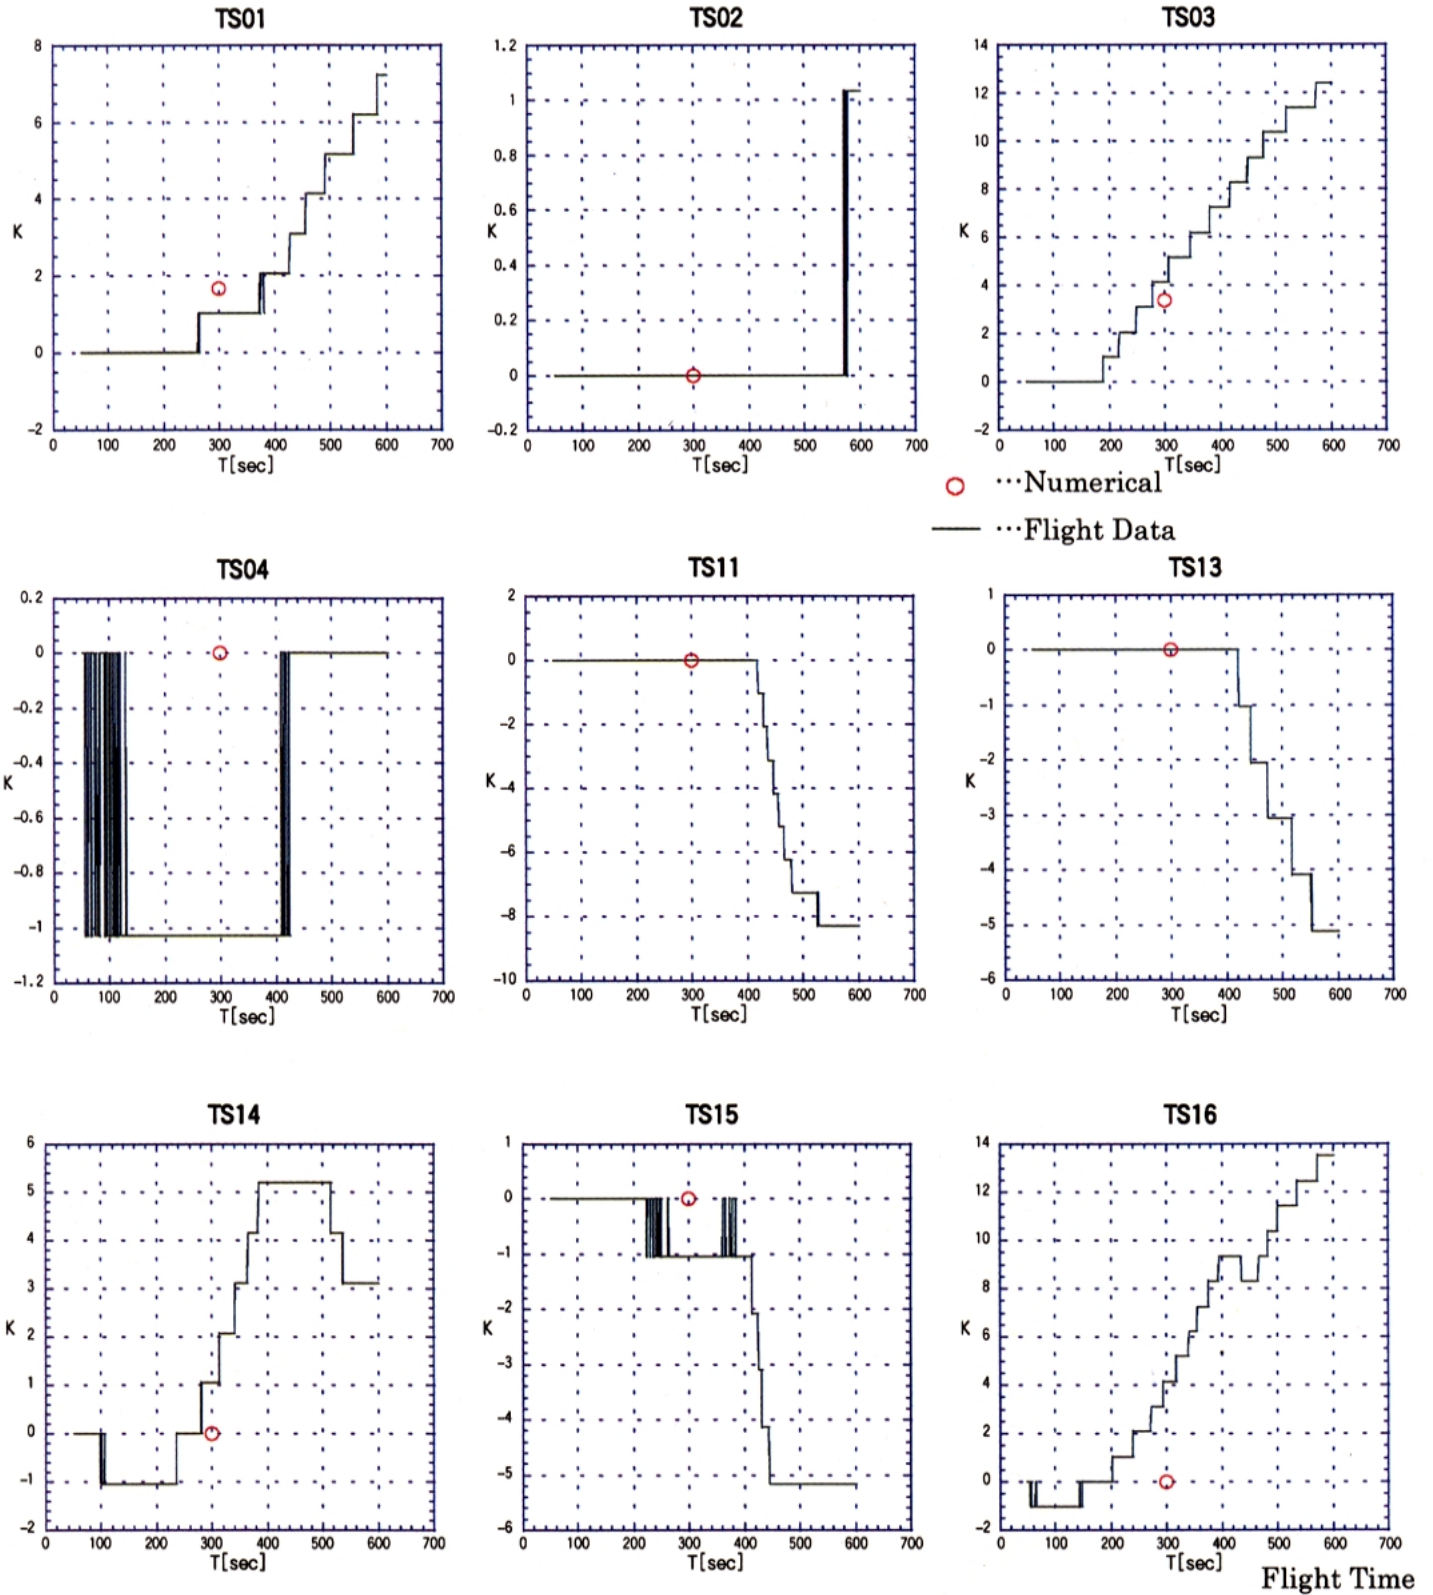 TS01 TS02 TS03
8 1.2 14
6 1 12
4 0.8 10
K 0.6 8
2 K 0.4 K 6
0 0.2 4
-2 0 2
-0.2 0
-2
0 100 200 300 400 500 600 700 0 100 200 300 400 500 600 700 0 100 200 300 400 500 600 700
T[sec] T[sec] T[sec]
···Numerical
···Flight Data
TS04 TS11 TS13
0.2 2 1
0 0 0
-0.2 -2 -1
-0.4 K -4 -2
K -0.6 -6 K -3
-0.8 -8 -4
-1 -10 -5
-1.2 -6
0 100 200 300 400 500 600 700 0 100 200 300 400 500 600 700 0 100 200 300 400 500 600 700
T[sec] T[sec] T[sec]
TS14 TS15 TS16
6 1 14
5 0 12
4 -1 10
3 -2 8
K 2 K -3 K 6
1 -4 4
0 -5 2
-1 -6 0
-2 -2
0 100 200 300 400 500 600 700 0 100 200 300 400 500 600 700 0 100 200 300 400 500 600 700
T[sec] T[sec] T[sec]
Flight Time